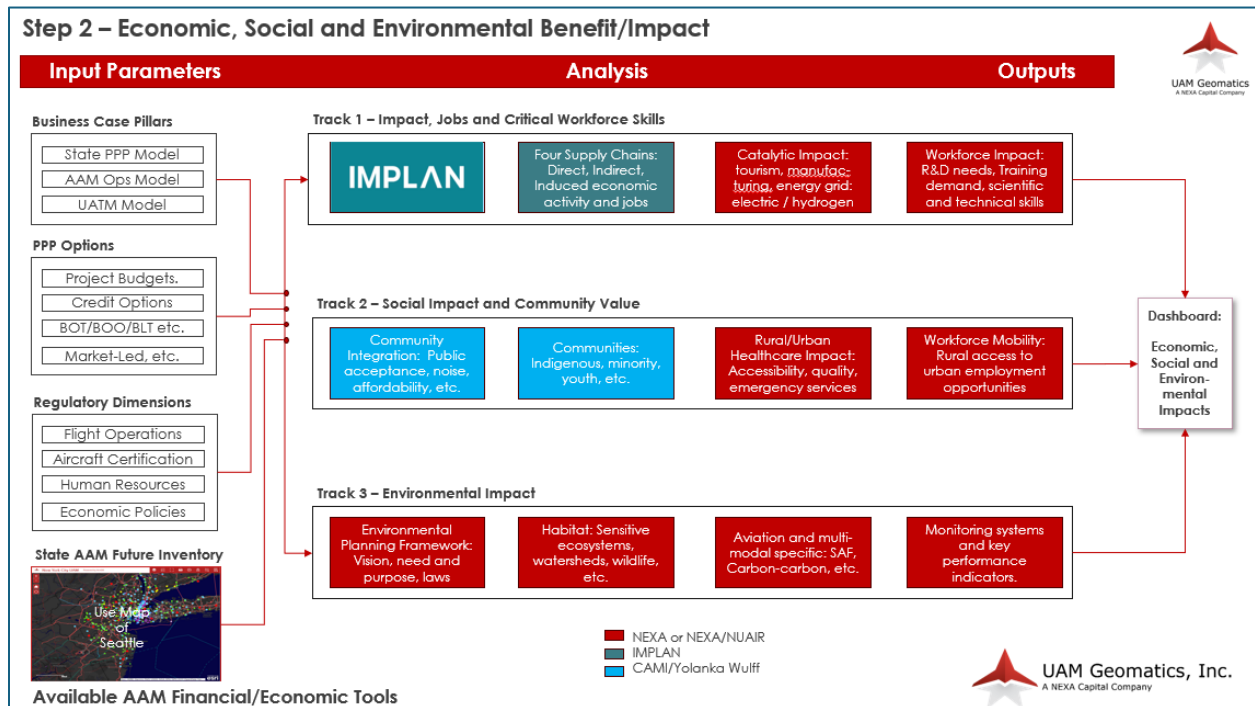 Step 2 – Economic, Social and Environmental Benefit/Impact
UAM Geomatics
A NEXA Capital Company
Input Parameters
Analysis
Outputs
Business Case Pillars
State PPP Model
AAM Ops Model
UATM Model
PPP Options
Project Budgets.
Credit Options
BOT/BOO/BLT etc.
Market-Led, etc.
Regulatory Dimensions
Flight Operations
Aircraft Certification
Human Resources
Economic Policies
State AAM Future Inventory
Use Map
of
Seattle
esri
Available AAM Financial/Economic Tools
Track 1 – Impact, Jobs and Critical Workforce Skills
IMPLAN
Four Supply Chains:
Direct, Indirect,
Induced economic
activity and jobs
Catalytic Impact:
tourism, manufac-
turing, energy grid:
electric / hydrogen
Workforce Impact:
R&D needs, Training
demand, scientific
and technical skills
Track 2 – Social Impact and Community Value
Community
Integration: Public
acceptance, noise,
affordability, etc.
Communities:
Indigenous, minority,
youth, etc.
Rural/Urban
Healthcare Impact:
Accessibility, quality,
emergency services
Workforce Mobility:
Rural access to
urban employment
opportunities
Track 3 – Environmental Impact
Environmental
Planning Framework:
Vision, need and
purpose, laws
Habitat: Sensitive
ecosystems,
watersheds, wildlife,
etc.
Aviation and multi-
modal specific: SAF,
Carbon-carbon, etc.
Monitoring systems
and key
performance
indicators.
Dashboard:
Economic,
Social and
Environ-
mental
Impacts
NEXA or NEXA/NUAIR
IMPLAN
CAMI/Yolanka Wulff
UAM Geomatics, Inc.
A NEXA Capital Company